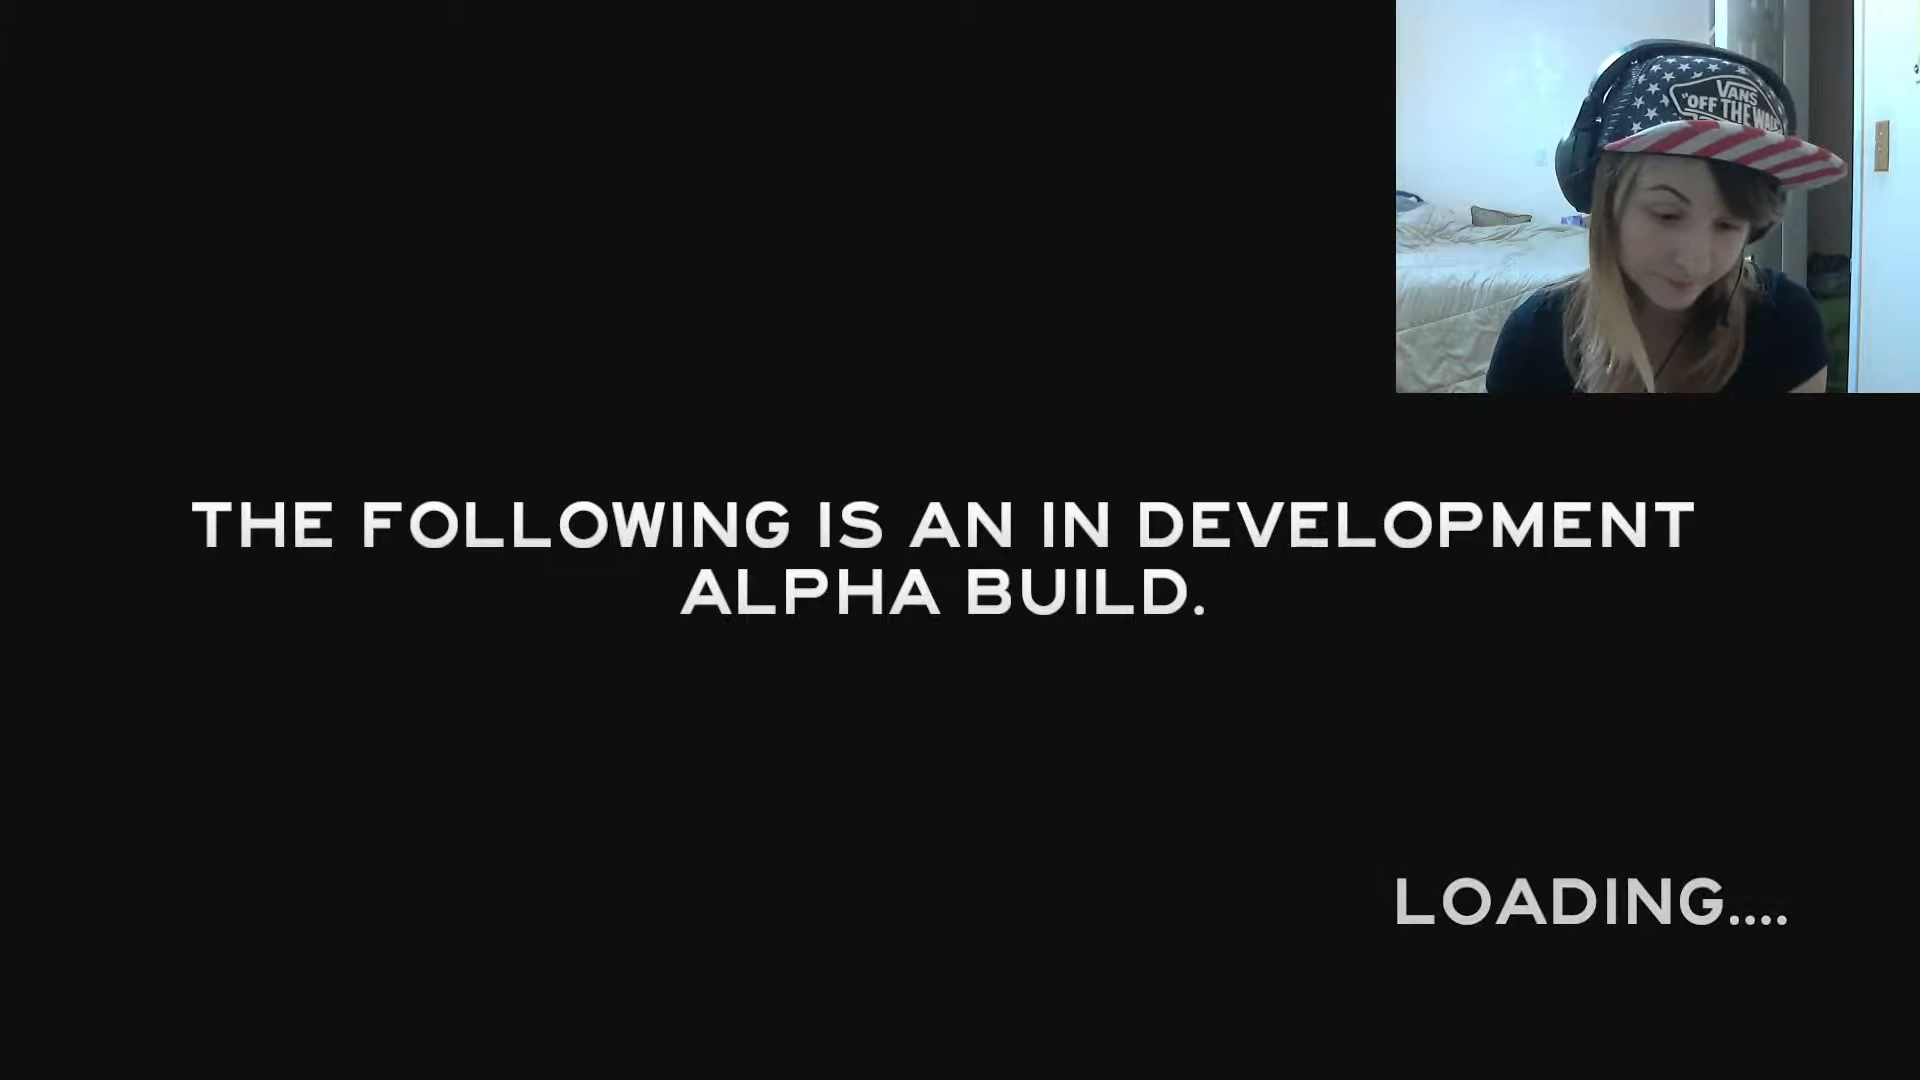 VANS
"OFF THE WALL
THE FOLLOWING IS AN IN DEVELOPMENT
ALPHA BUILD.
LOADING....